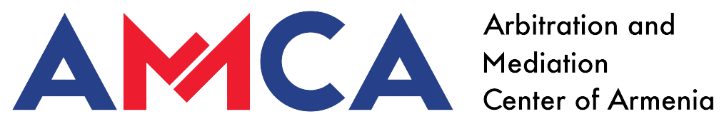 AMCA
Arbitration and
Mediation
Center of Armenia